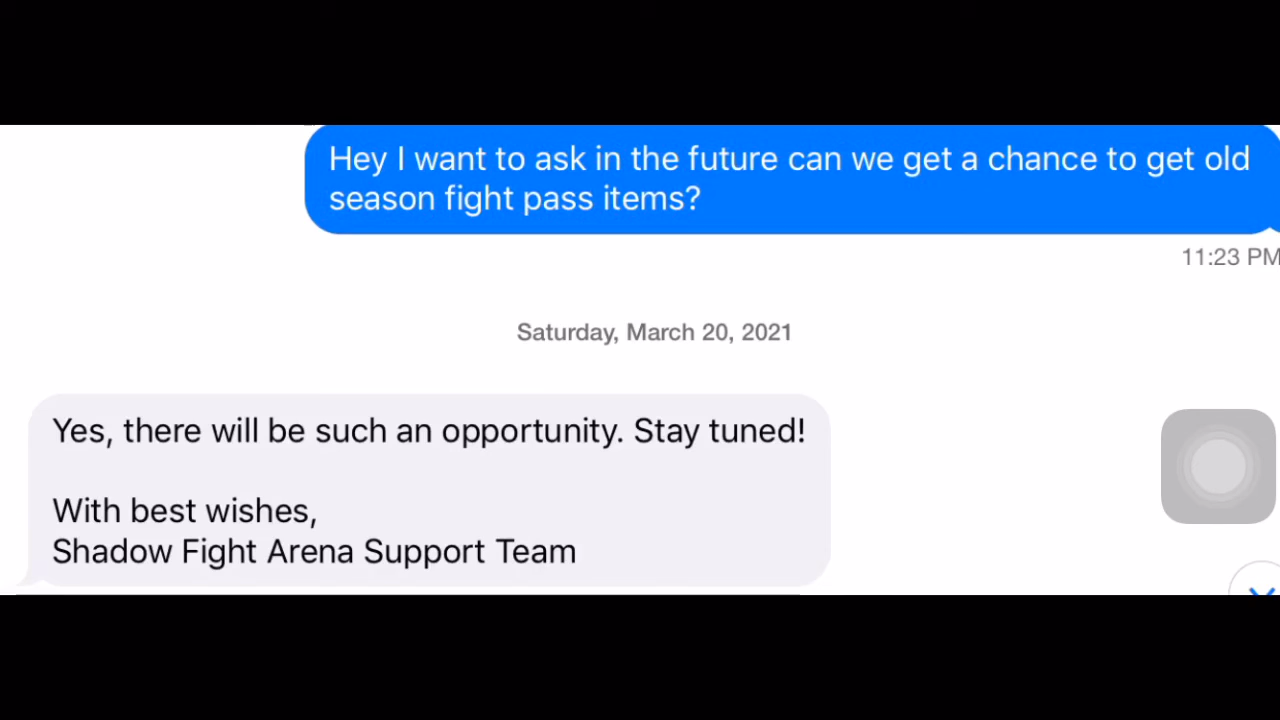 Hey I want to ask in the future can we get a chance to get old
season fight pass items?
11:23 PM
Saturday, March 20, 2021
Yes, there will be such an opportunity. Stay tuned!
With best wishes,
Shadow Fight Arena Support Team